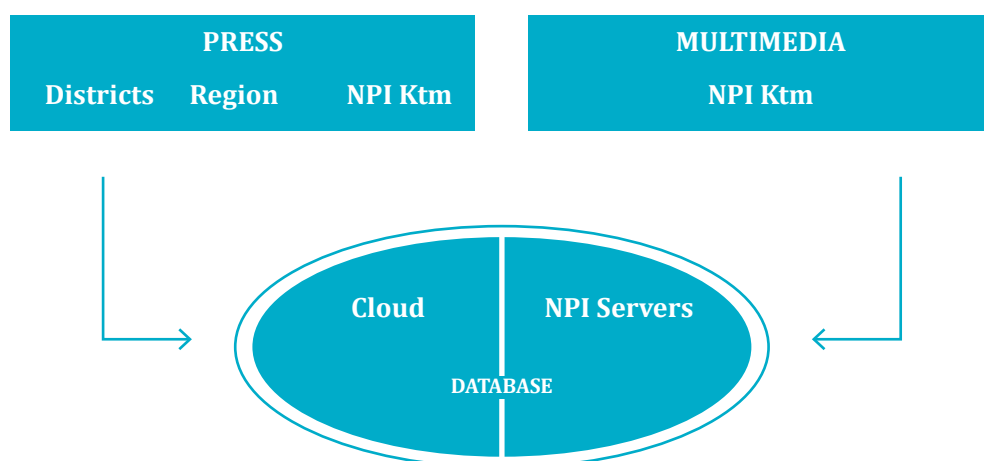 PRESS
Districts Region NPI Ktm
MULTIMEDIA
NPI Ktm
Cloud
NPI Servers
DATABASE